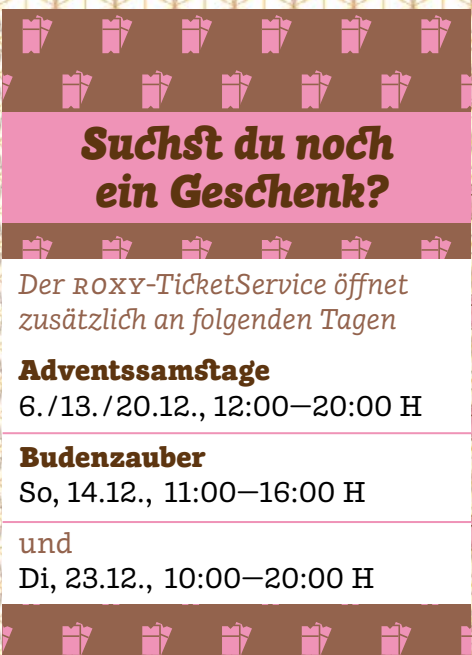 Suchst du noch
ein Geschenk?
Der ROXY-TicketService öffnet
zusätzlich an folgenden Tagen
Adventssamstage
6./13./20.12., 12:00—20:00 H
Budenzauber
So, 14.12., 11:00—16:00 H
und
Di, 23.12., 10:00—20:00 H